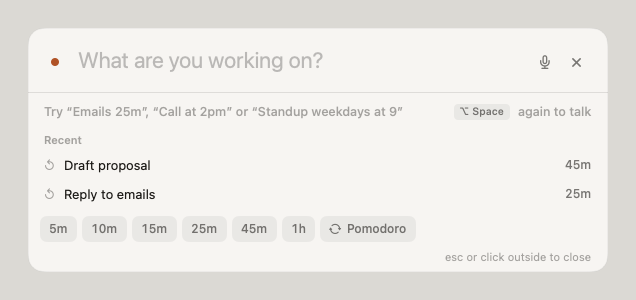 What are you working on?
Try “Emails 25m”, “Call at 2pm” or “Standup weekdays at 9” ⌥ Space again to talk
Recent
Draft proposal 45m
Reply to emails 25m
5m 10m 15m 25m 45m 1h Pomodoro
esc or click outside to close